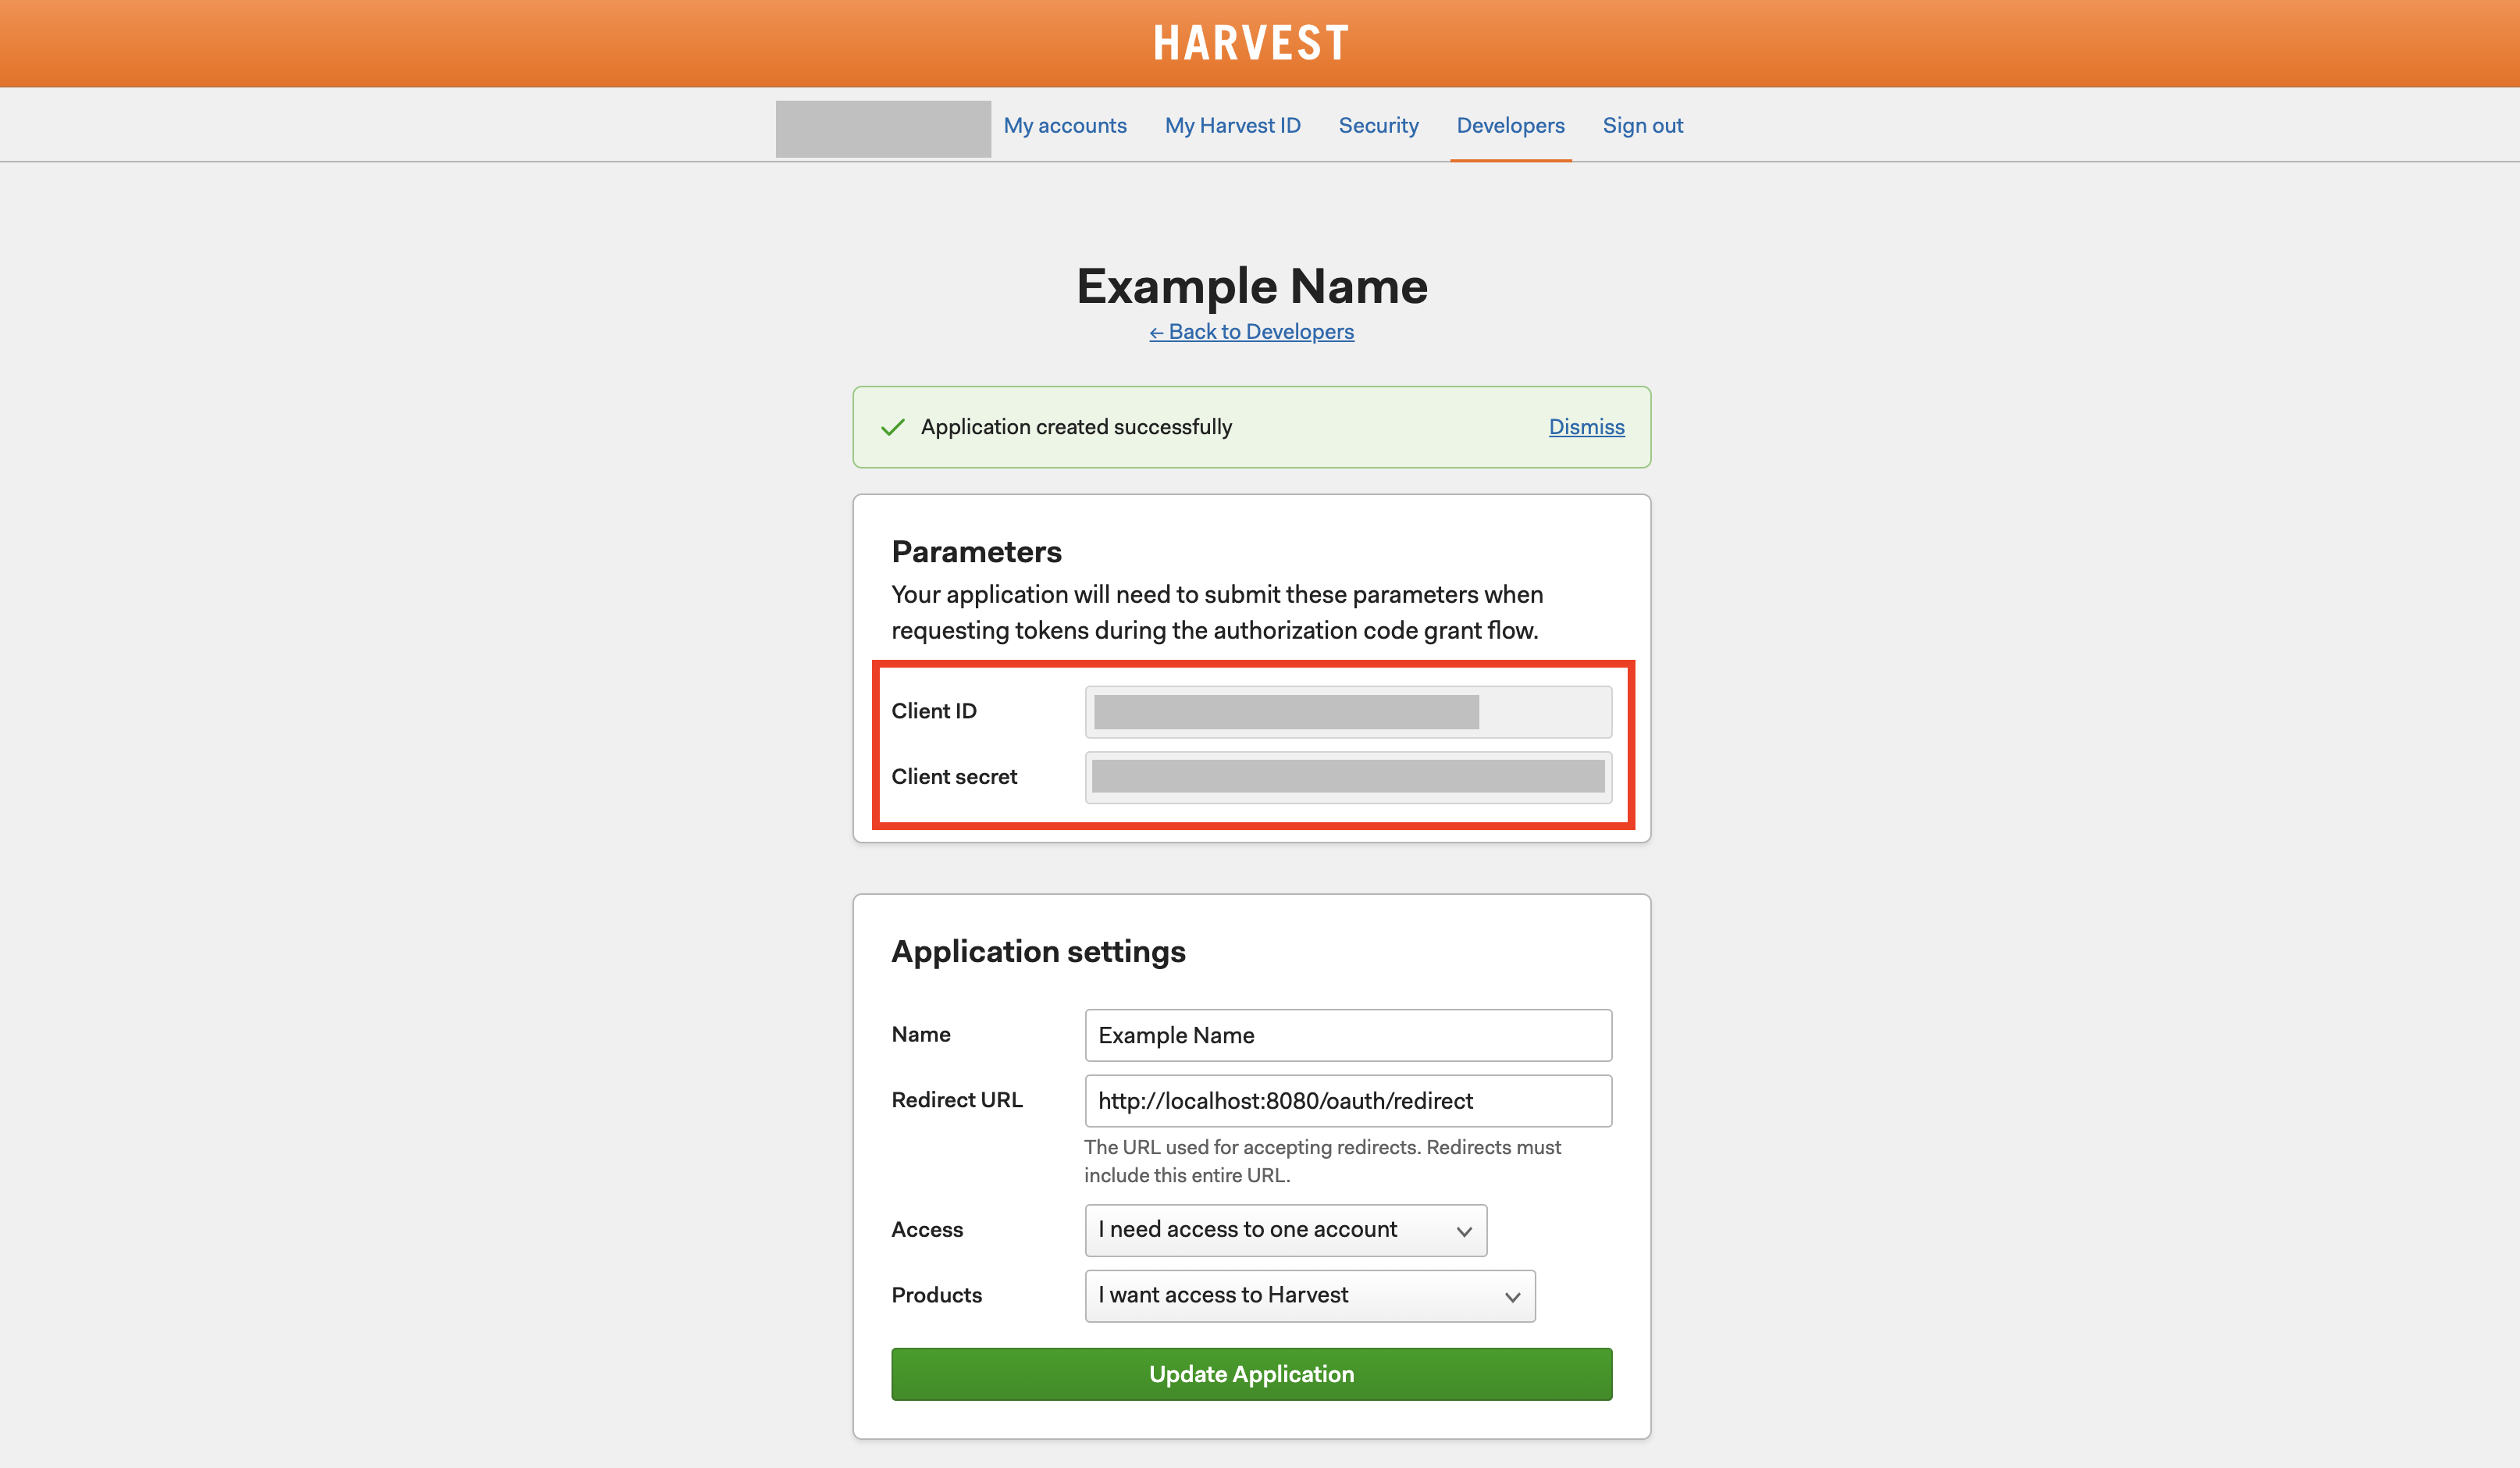 HARVEST
My accounts My Harvest ID Security Developers Sign out
Example Name
← Back to Developers
Application created successfully Dismiss
Parameters
Your application will need to submit these parameters when
requesting tokens during the authorization code grant flow.
Client ID
Client secret
Application settings
Name Example Name
Redirect URL http://localhost:8080/oauth/redirect
The URL used for accepting redirects. Redirects must
include this entire URL.
Access I need access to one account
Products I want access to Harvest
Update Application